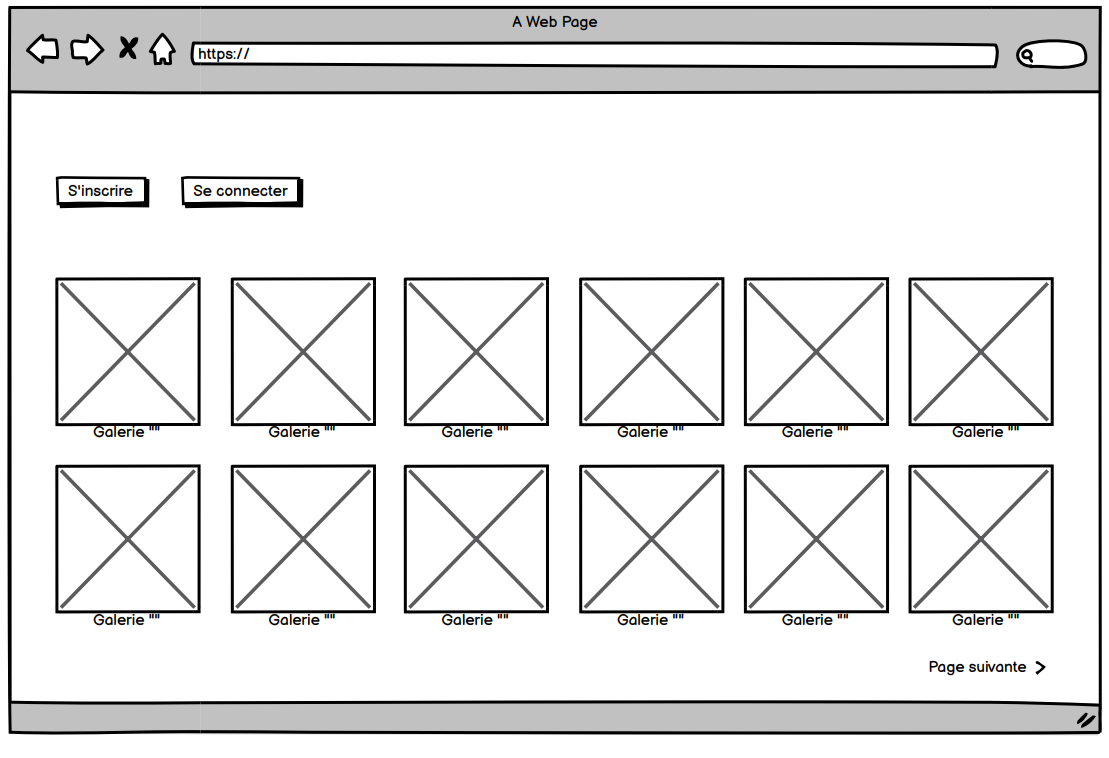 A Web Page
https://
S'inscrire
Se connecter
Galerie "" Galerie "" Galerie "" Galerie "" Galerie "" Galerie ""
Galerie "" Galerie "" Galerie "" Galerie "" Galerie "" Galerie ""
Page suivante